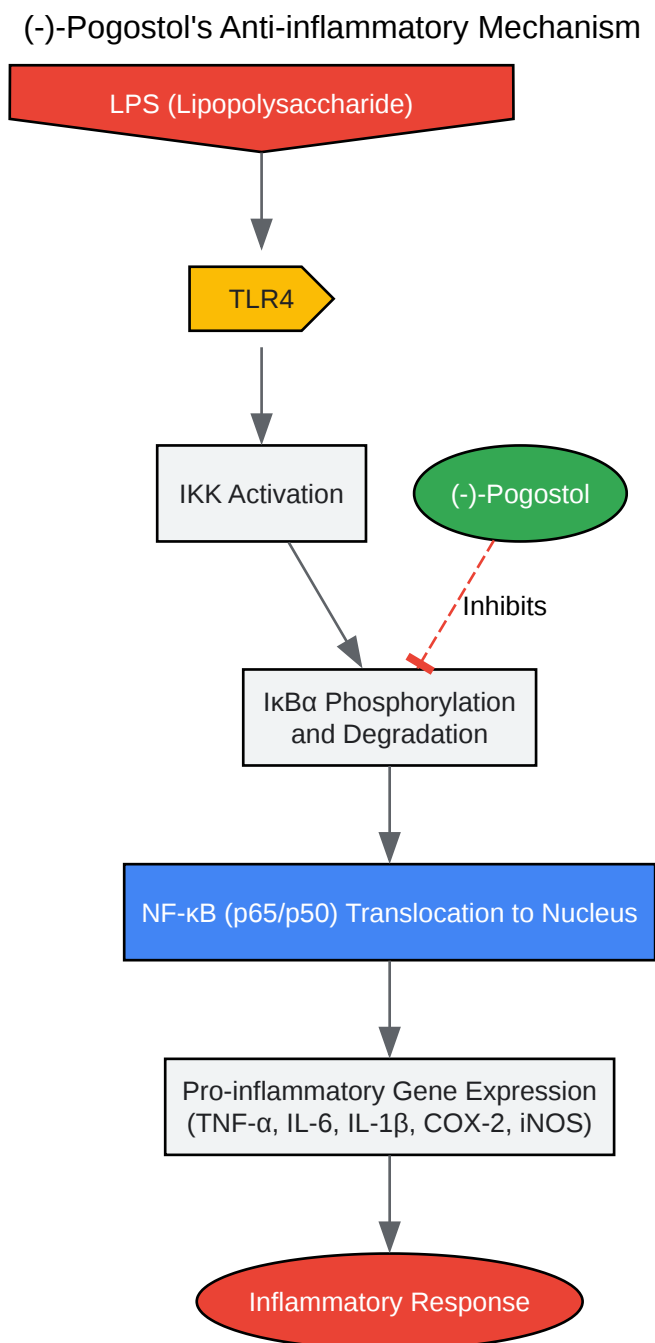 (-)-Pogostol's Anti-inflammatory Mechanism
LPS (Lipopolysaccharide)
TLR4
IKK Activation
(-)-Pogostol
Inhibits
IκBα Phosphorylation
and Degradation
NF-κB (p65/p50) Translocation to Nucleus
Pro-inflammatory Gene Expression
(TNF-α, IL-6, IL-1β, COX-2, iNOS)
Inflammatory Response